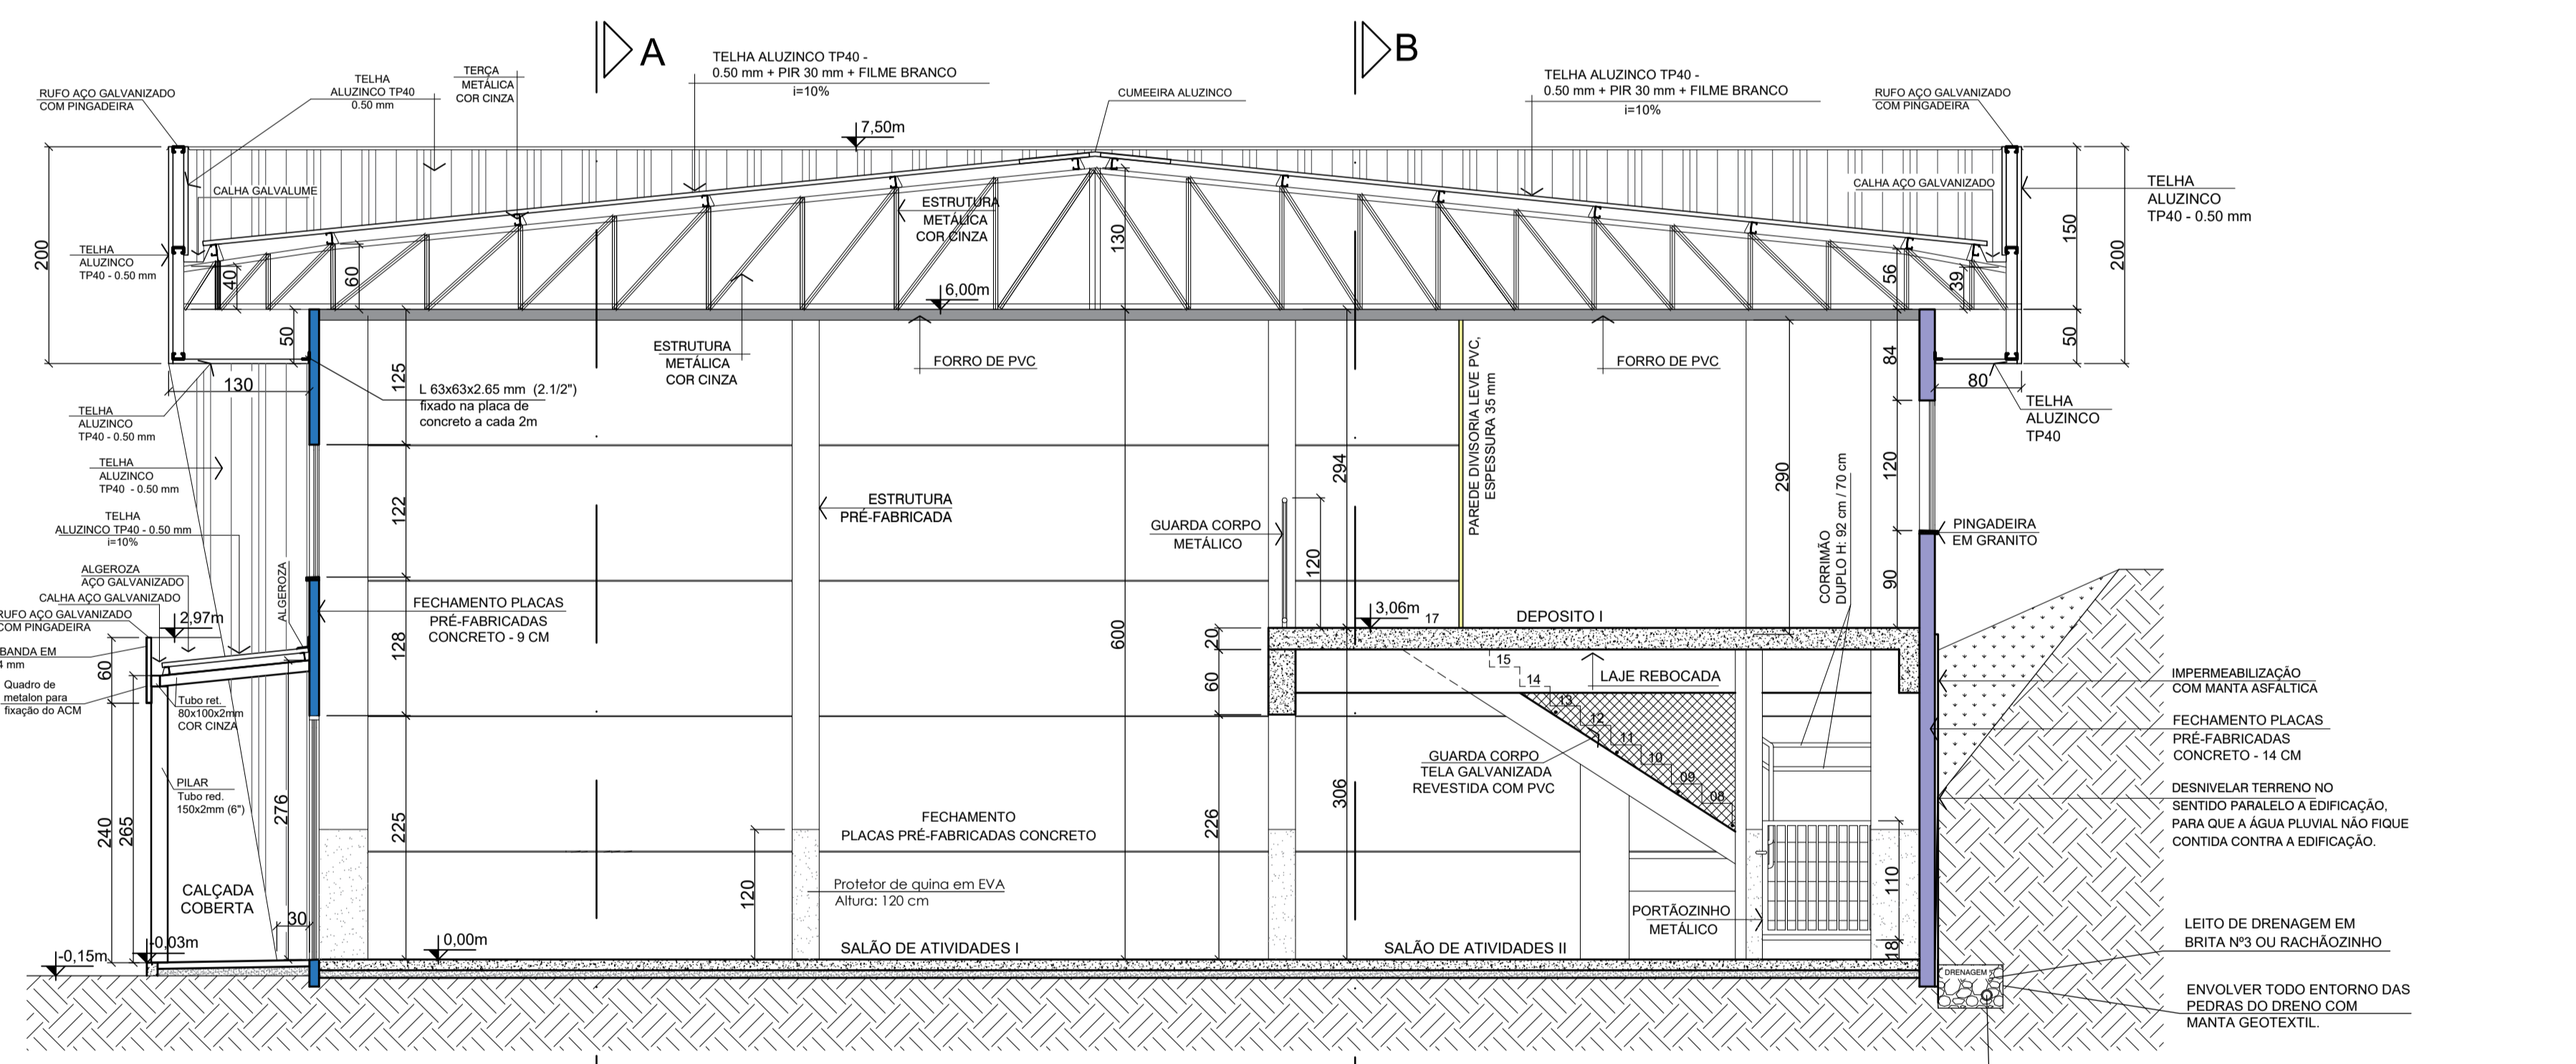 A
B
TELHA ALUZINCO TP40 -
0.50 mm + PIR 30 mm + FILME BRANCO
i=10%
TERÇA
METÁLICA
COR CINZA
TELHA
ALUZINCO TP40
0.50 mm
RUFO AÇO GALVANIZADO
COM PINGADEIRA
CUMEEIRA ALUZINCO
TELHA ALUZINCO TP40 -
0.50 mm + PIR 30 mm + FILME BRANCO
i=10%
RUFO AÇO GALVANIZADO
COM PINGADEIRA
7,50m
CALHA GALVALUME
CALHA AÇO GALVANIZADO
TELHA
ALUZINCO
TP40 - 0.50 mm
ESTRUTURA
METÁLICA
COR CINZA
200
TELHA
ALUZINCO
TP40 - 0.50 mm
40
60
130
56
39
150
200
6,00m
50
50
ESTRUTURA
METÁLICA
COR CINZA
FORRO DE PVC
FORRO DE PVC
130
125
84
80
L 63x63x2.65 mm (2.1/2")
fixado na placa de
concreto a cada 2m
PAREDE DIVISORIA LEVE PVC,
ESPESSURA 35 mm
TELHA
ALUZINCO
TP40
TELHA
ALUZINCO
TP40 - 0.50 mm
TELHA
ALUZINCO
TP40 - 0.50 mm
122
294
290
120
ESTRUTURA
PRÉ-FABRICADA
GUARDA CORPO
METÁLICO
120
CORRIMÃO
DUPLO H: 92 cm / 70 cm
PINGADEIRA
EM GRANITO
TELHA
ALUZINCO TP40 - 0.50 mm
i=10%
ALGEROZA
AÇO GALVANIZADO
ALGEROZA
CALHA AÇO GALVANIZADO
RUFO AÇO GALVANIZADO
COM PINGADEIRA
2,97m
90
FECHAMENTO PLACAS
PRÉ-FABRICADAS
CONCRETO - 9 CM
3,06m
17
DEPOSITO I
BANDA EM
4 mm
60
128
600
20
60
15
14
13
12
11
10
09
08
LAJE REBOCADA
Quadro de
metalon para
fixação do ACM
Tubo ret.
80x100x2mm
COR CINZA
IMPERMEABILIZAÇÃO
COM MANTA ASFÁLTICA
FECHAMENTO PLACAS
PRÉ-FABRICADAS
CONCRETO - 14 CM
GUARDA CORPO
TELA GALVANIZADA
REVESTIDA COM PVC
PILAR
Tubo red.
150x2mm (6")
DESNIVELAR TERRENO NO
SENTIDO PARALELO A EDIFICAÇÃO,
PARA QUE A ÁGUA PLUVIAL NÃO FIQUE
CONTIDA CONTRA A EDIFICAÇÃO.
240
265
276
225
226
306
FECHAMENTO
PLACAS PRÉ-FABRICADAS CONCRETO
CALÇADA
COBERTA
30
120
Protetor de quina em EVA
Altura: 120 cm
110
PORTÃOZINHO
METÁLICO
LEITO DE DRENAGEM EM
BRITA Nº3 OU RACHÃOZINHO
-0,15m
-0,03m
0,00m
SALÃO DE ATIVIDADES I
SALÃO DE ATIVIDADES II
18
DRENAGEM
ENVOLVER TODO ENTORNO DAS
PEDRAS DO DRENO COM
MANTA GEOTEXTIL.